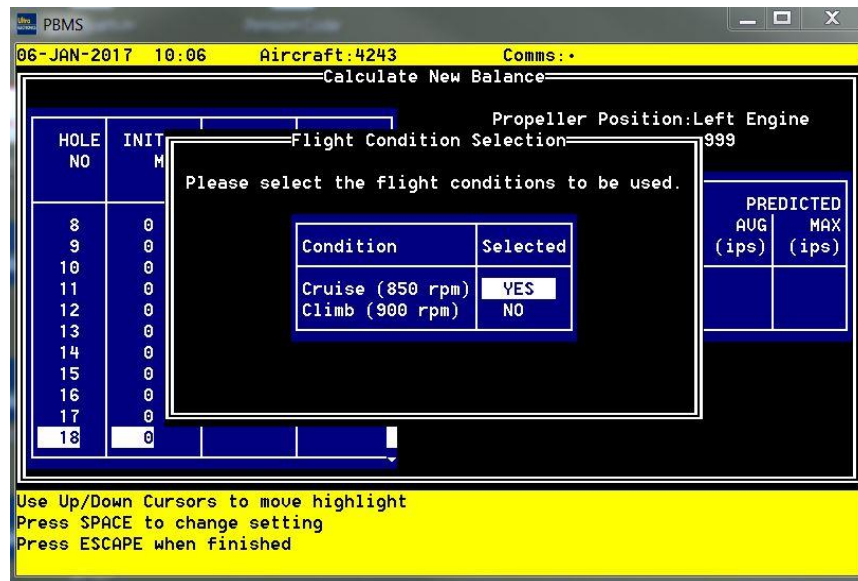 PBMS
06-JAN-2017 10:06 Aircraft:4243 Comms:·
Calculate New Balance
Propeller Position:Left Engine
999
HOLE NO INIT M
PREDICTED
AVG (ips) MAX (ips)
8 0
9 0
10 0
11 0
12 0
13 0
14 0
15 0
16 0
17 0
18 0
Flight Condition Selection
Please select the flight conditions to be used.
Condition Selected
Cruise (850 rpm) YES
Climb (900 rpm) NO
Use Up/Down Cursors to move highlight
Press SPACE to change setting
Press ESCAPE when finished